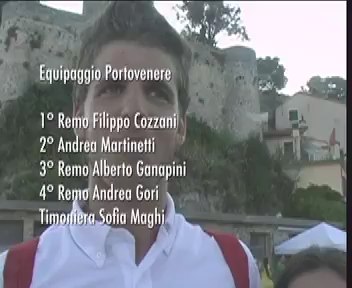 Equipaggio Portovenere
1° Remo Filippo Cozzani
2° Andrea Martinetti
3° Remo Alberto Ganapini
4° Remo Andrea Gori
Timoniera Sofia Maghi